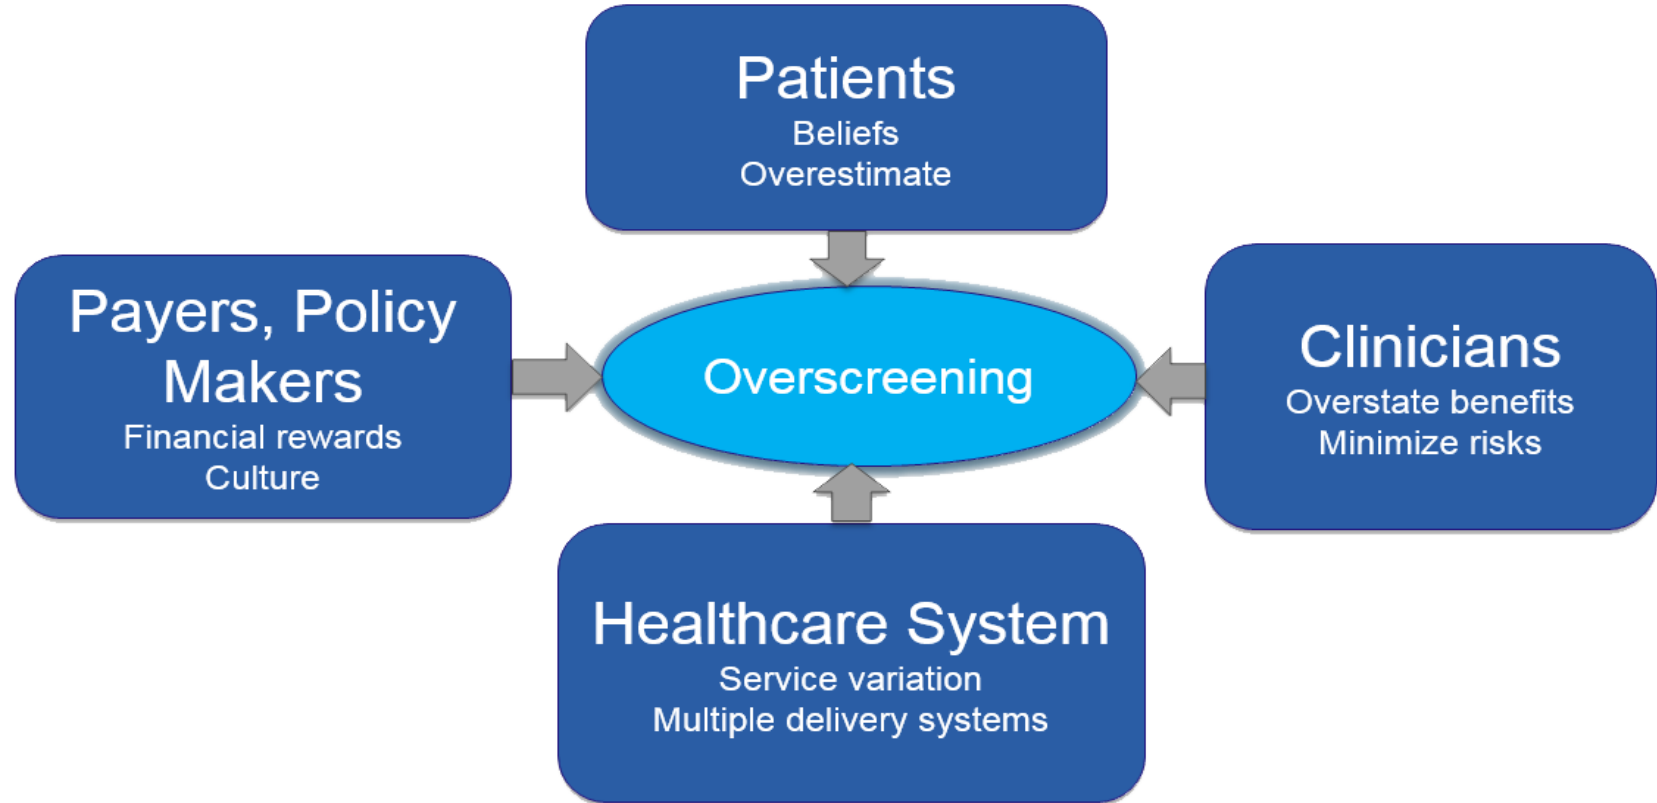 Patients
Beliefs
Overestimate
Payers, Policy
Makers
Financial rewards
Culture
Overscreening
Clinicians
Overstate benefits
Minimize risks
Healthcare System
Service variation
Multiple delivery systems